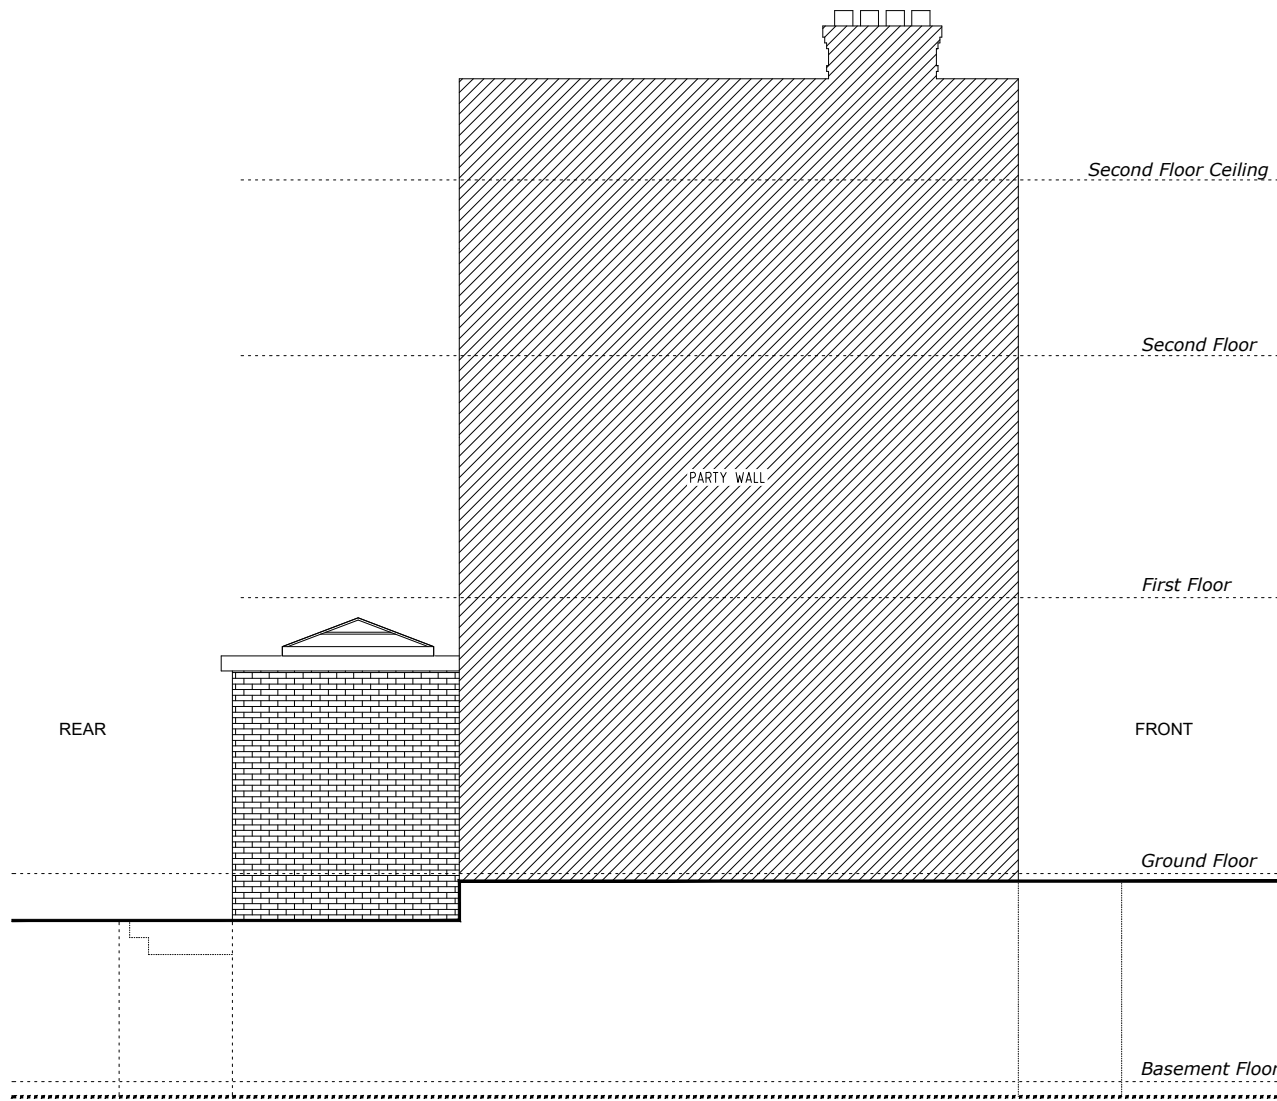 Second Floor Ceiling
Second Floor
PARTY WALL
First Floor
REAR
FRONT
Ground Floor
Basement Floor